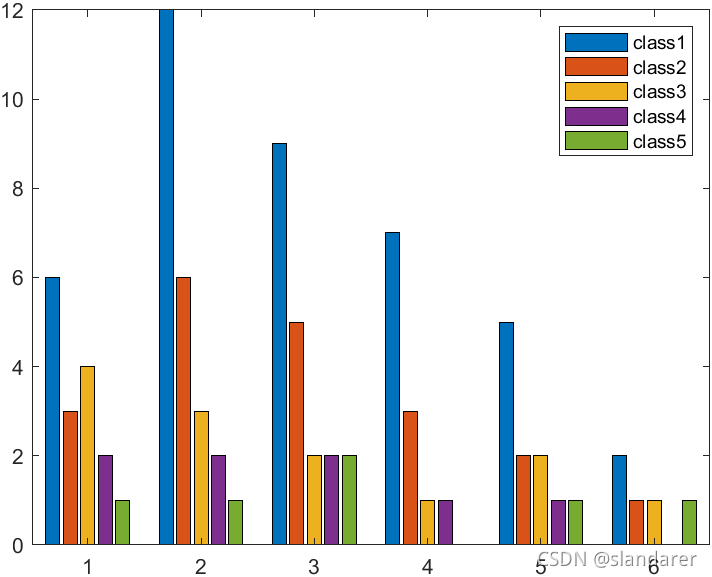 12
10
8
6
4
2
0
class1
class2
class3
class4
class5
1 2 3 4 5 6
CSDN @slandarer